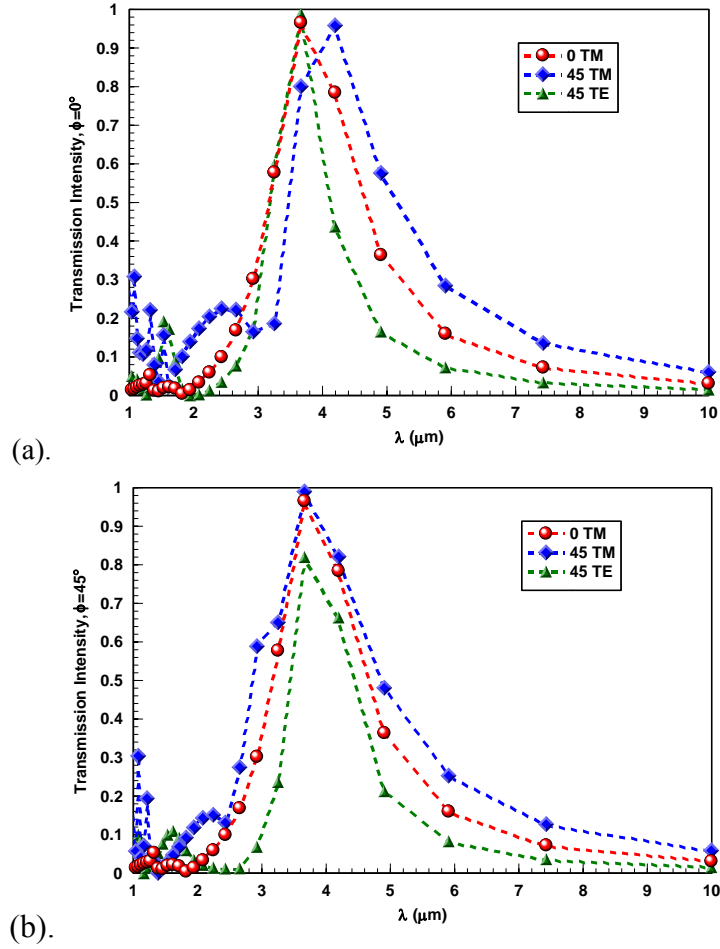 1
0.9
0.8
0.7
0.6
0.5
0.4
0.3
0.2
0.1
0
Transmission Intensity, ϕ=0°
0 TM
45 TM
45 TE
1 2 3 4 5 6 7 8 9 10
λ (μm)
(a).
1
0.9
0.8
0.7
0.6
0.5
0.4
0.3
0.2
0.1
0
Transmission Intensity, ϕ=45°
0 TM
45 TM
45 TE
1 2 3 4 5 6 7 8 9 10
λ (μm)
(b).